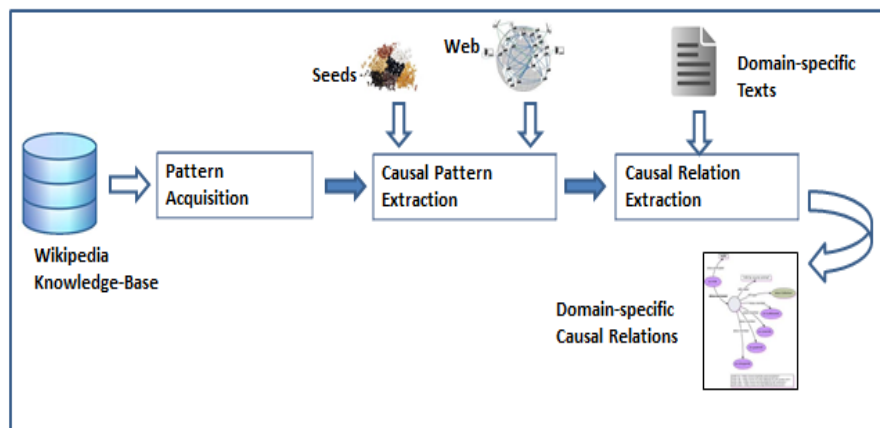 Seeds
Web
Domain-specific
Texts
Pattern
Acquisition
Causal Pattern
Extraction
Causal Relation
Extraction
Wikipedia
Knowledge-Base
Domain-specific
Causal Relations